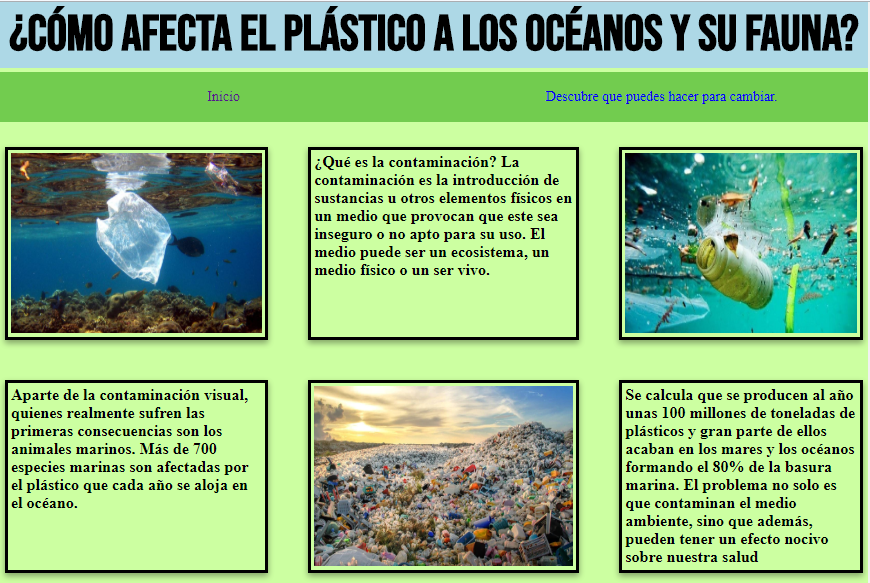 ¿CÓMO AFECTA EL PLÁSTICO A LOS OCÉANOS Y SU FAUNA?
Inicio
Descubre que puedes hacer para cambiar.
¿Qué es la contaminación? La
contaminación es la introducción de
sustancias u otros elementos físicos en
un medio que provocan que este sea
inseguro o no apto para su uso. El
medio puede ser un ecosistema, un
medio físico o un ser vivo.
Aparte de la contaminación visual,
quienes realmente sufren las
primeras consecuencias son los
animales marinos. Más de 700
especies marinas son afectadas por
el plástico que cada año se aloja en
el océano.
Se calcula que se producen al año
unas 100 millones de toneladas de
plásticos y gran parte de ellos
acaban en los mares y los océanos
formando el 80% de la basura
marina. El problema no solo es
que contaminan el medio
ambiente, sino que además,
pueden tener un efecto nocivo
sobre nuestra salud